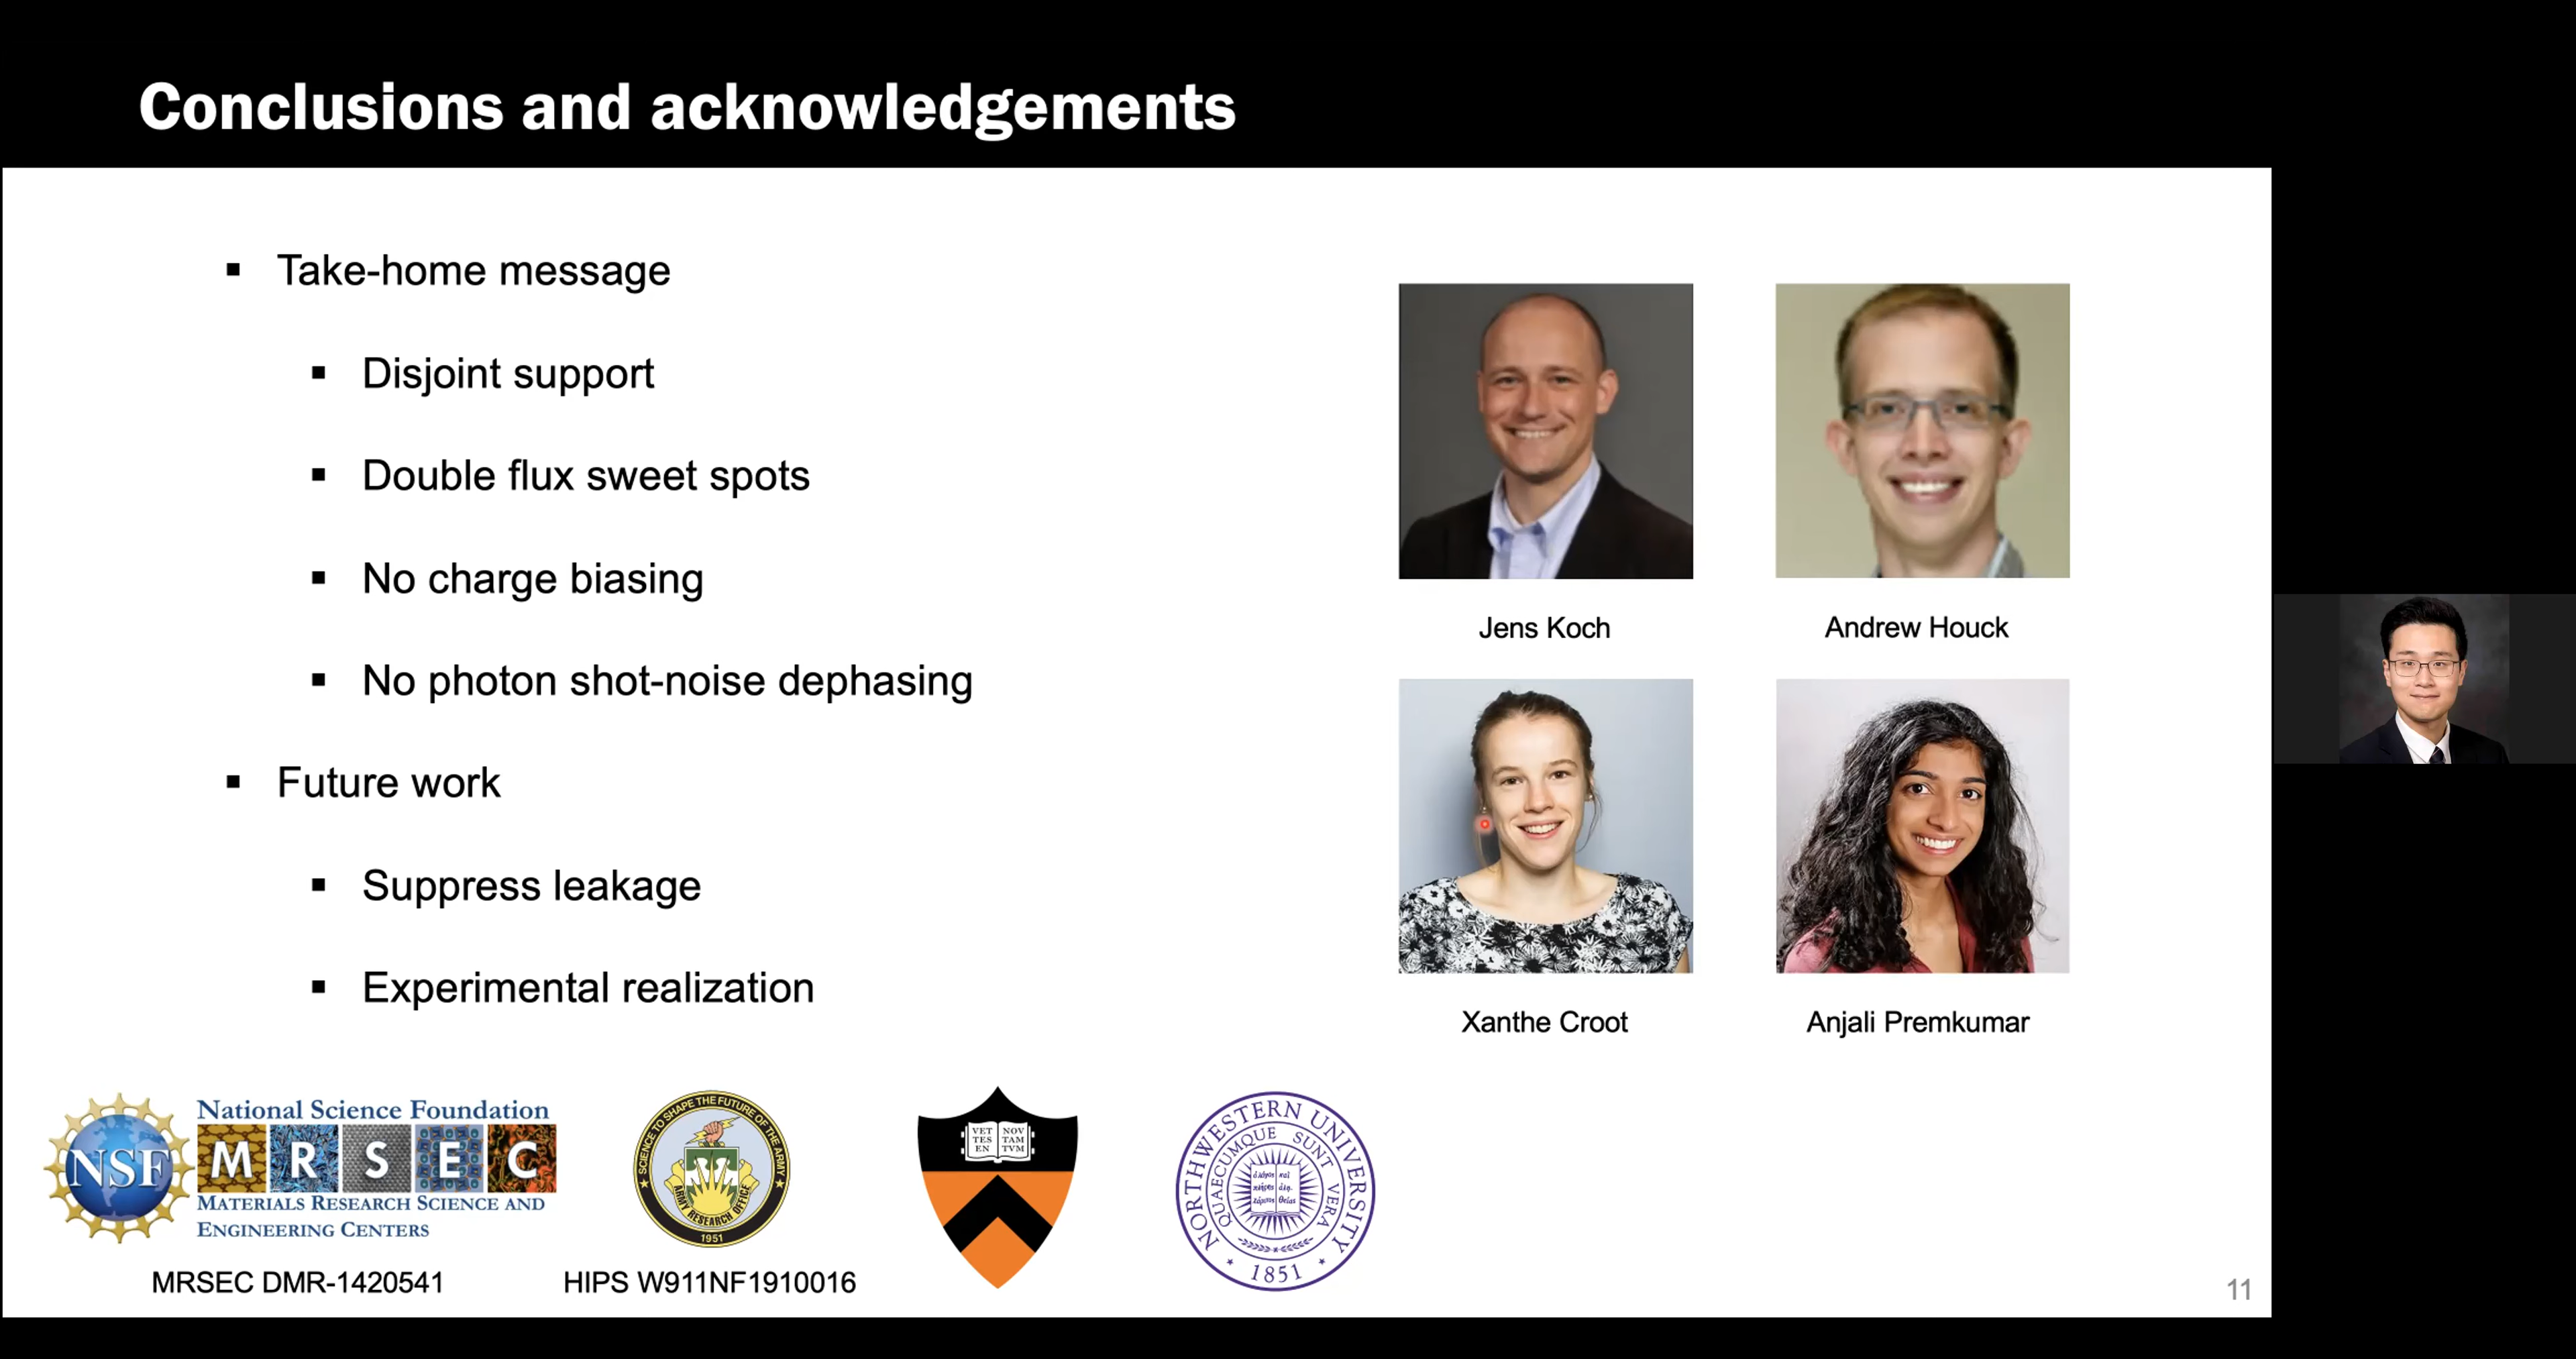 Conclusions and acknowledgements
Take-home message
Disjoint support
Double flux sweet spots
No charge biasing
No photon shot-noise dephasing
Future work
Suppress leakage
Experimental realization
Jens Koch
Andrew Houck
Xanthe Croot
Anjali Premkumar
NSF
National Science Foundation
MRSEC
MATERIALS RESEARCH SCIENCE AND
ENGINEERING CENTERS
MRSEC DMR-1420541
SCIENCE TO SHAPE THE FUTURE OF THE ARMY
ARMY RESEARCH OFFICE
1951
HIPS W911NF1910016
VET NOV
TES TAM
EN TVM
NORTHWESTERN UNIVERSITY
QUAECUMQUE SUNT VERA
1851
11